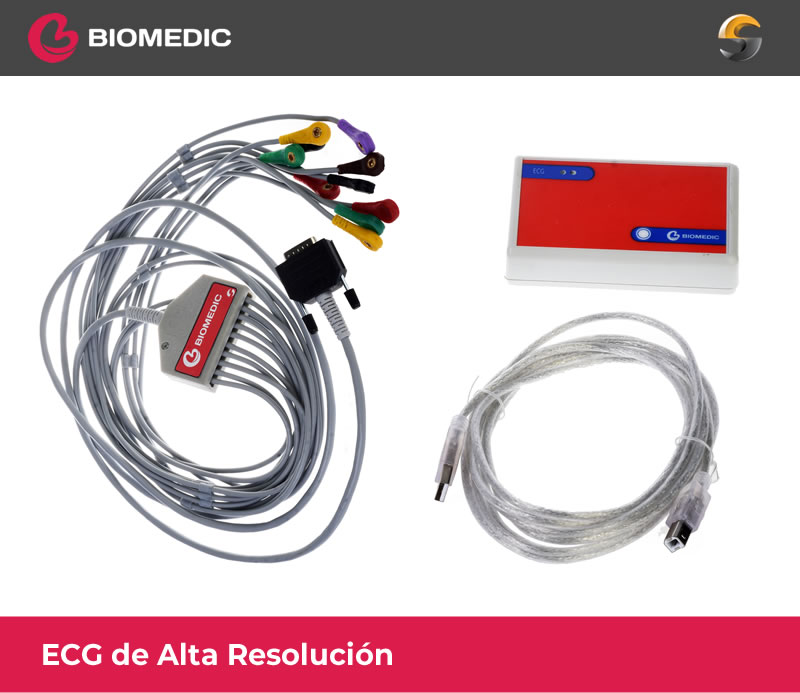 BIOMEDIC
ECG
BIOMEDIC
BIOMEDIC
ECG de Alta Resolución